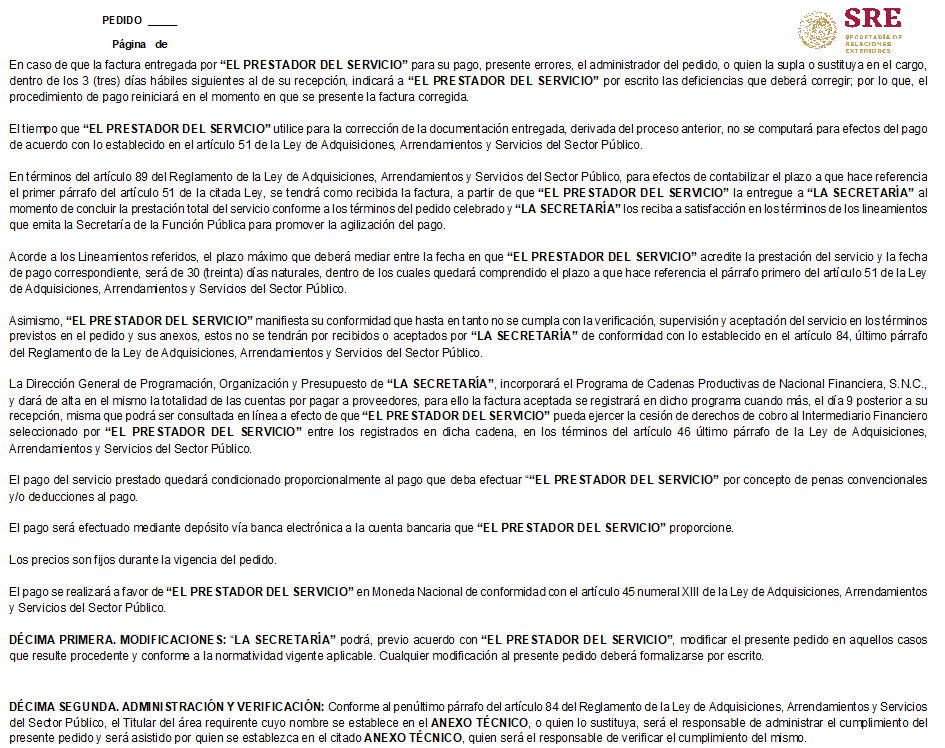 PEDIDO _____
SRE
SECRETARÍA DE
RELACIONES
EXTERIORES
Página de
En caso de que la factura entregada por “EL PRESTADOR DEL SERVICIO” para su pago, presente errores, el administrador del pedido, o quien la supla o sustituya en el cargo,
dentro de los 3 (tres) días hábiles siguientes al de su recepción, indicará a “EL PRESTADOR DEL SERVICIO” por escrito las deficiencias que deberá corregir; por lo que, el
procedimiento de pago reiniciará en el momento en que se presente la factura corregida.
El tiempo que “EL PRESTADOR DEL SERVICIO” utilice para la corrección de la documentación entregada, derivada del proceso anterior, no se computará para efectos del pago
de acuerdo con lo establecido en el artículo 51 de la Ley de Adquisiciones, Arrendamientos y Servicios del Sector Público.
En términos del artículo 89 del Reglamento de la Ley de Adquisiciones, Arrendamientos y Servicios del Sector Público, para efectos de contabilizar el plazo a que hace referencia
el primer párrafo del artículo 51 de la citada Ley, se tendrá como recibida la factura, a partir de que “EL PRESTADOR DEL SERVICIO” la entregue a “LA SECRETARÍA” al
momento de concluir la prestación total del servicio conforme a los términos del pedido celebrado y “LA SECRETARÍA” los reciba a satisfacción en los términos de los lineamientos
que emita la Secretaría de la Función Pública para promover la agilización del pago.
Acorde a los Lineamientos referidos, el plazo máximo que deberá mediar entre la fecha en que “EL PRESTADOR DEL SERVICIO” acredite la prestación del servicio y la fecha
de pago correspondiente, será de 30 (treinta) días naturales, dentro de los cuales quedará comprendido el plazo a que hace referencia el párrafo primero del artículo 51 de la Ley
de Adquisiciones, Arrendamientos y Servicios del Sector Público.
Asimismo, “EL PRESTADOR DEL SERVICIO” manifiesta su conformidad que hasta en tanto no se cumpla con la verificación, supervisión y aceptación del servicio en los términos
previstos en el pedido y sus anexos, estos no se tendrán por recibidos o aceptados por “LA SECRETARÍA” de conformidad con lo establecido en el artículo 84, último párrafo
del Reglamento de la Ley de Adquisiciones, Arrendamientos y Servicios del Sector Público.
La Dirección General de Programación, Organización y Presupuesto de “LA SECRETARÍA”, incorporará el Programa de Cadenas Productivas de Nacional Financiera, S.N.C.,
y dará de alta en el mismo la totalidad de las cuentas por pagar a proveedores, para ello la factura aceptada se registrará en dicho programa cuando más, el día 9 posterior a su
recepción, misma que podrá ser consultada en línea a efecto de que “EL PRESTADOR DEL SERVICIO” pueda ejercer la cesión de derechos de cobro al Intermediario Financiero
seleccionado por “EL PRESTADOR DEL SERVICIO” entre los registrados en dicha cadena, en los términos del artículo 46 último párrafo de la Ley de Adquisiciones,
Arrendamientos y Servicios del Sector Público.
El pago del servicio prestado quedará condicionado proporcionalmente al pago que deba efectuar ““EL PRESTADOR DEL SERVICIO” por concepto de penas convencionales
y/o deducciones al pago.
El pago será efectuado mediante depósito vía banca electrónica a la cuenta bancaria que “EL PRESTADOR DEL SERVICIO” proporcione.
Los precios son fijos durante la vigencia del pedido.
El pago se realizará a favor de “EL PRESTADOR DEL SERVICIO” en Moneda Nacional de conformidad con el artículo 45 numeral XIII de la Ley de Adquisiciones, Arrendamientos
y Servicios del Sector Público.
DÉCIMA PRIMERA. MODIFICACIONES: “LA SECRETARÍA” podrá, previo acuerdo con “EL PRESTADOR DEL SERVICIO”, modificar el presente pedido en aquellos casos
que resulte procedente y conforme a la normatividad vigente aplicable. Cualquier modificación al presente pedido deberá formalizarse por escrito.
DÉCIMA SEGUNDA. ADMINISTRACIÓN Y VERIFICACIÓN: Conforme al penúltimo párrafo del artículo 84 del Reglamento de la Ley de Adquisiciones, Arrendamientos y Servicios
del Sector Público, el Titular del área requirente cuyo nombre se establece en el ANEXO TÉCNICO, o quien lo sustituya, será el responsable de administrar el cumplimiento del
presente pedido y será asistido por quien se establezca en el citado ANEXO TÉCNICO, quien será el responsable de verificar el cumplimiento del mismo.